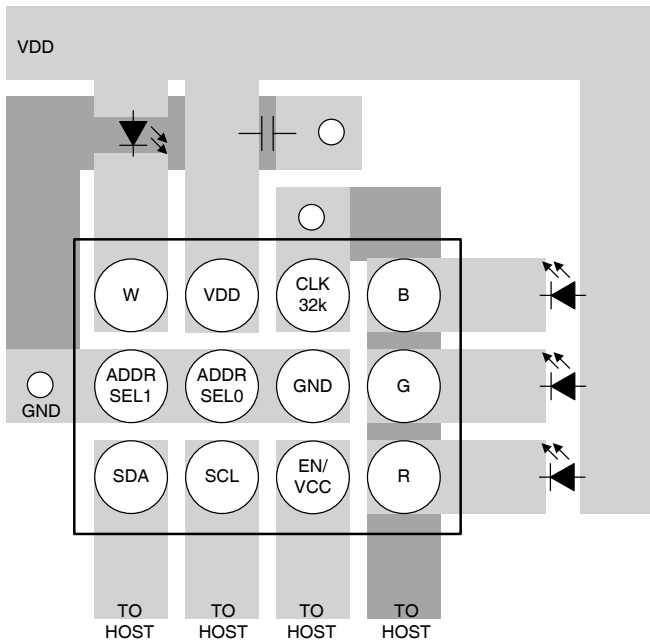 VDD
W
VDD
CLK
32k
B
ADDR
SEL1
ADDR
SEL0
GND
G
GND
SDA
SCL
EN/
VCC
R
TO
HOST
TO
HOST
TO
HOST
TO
HOST